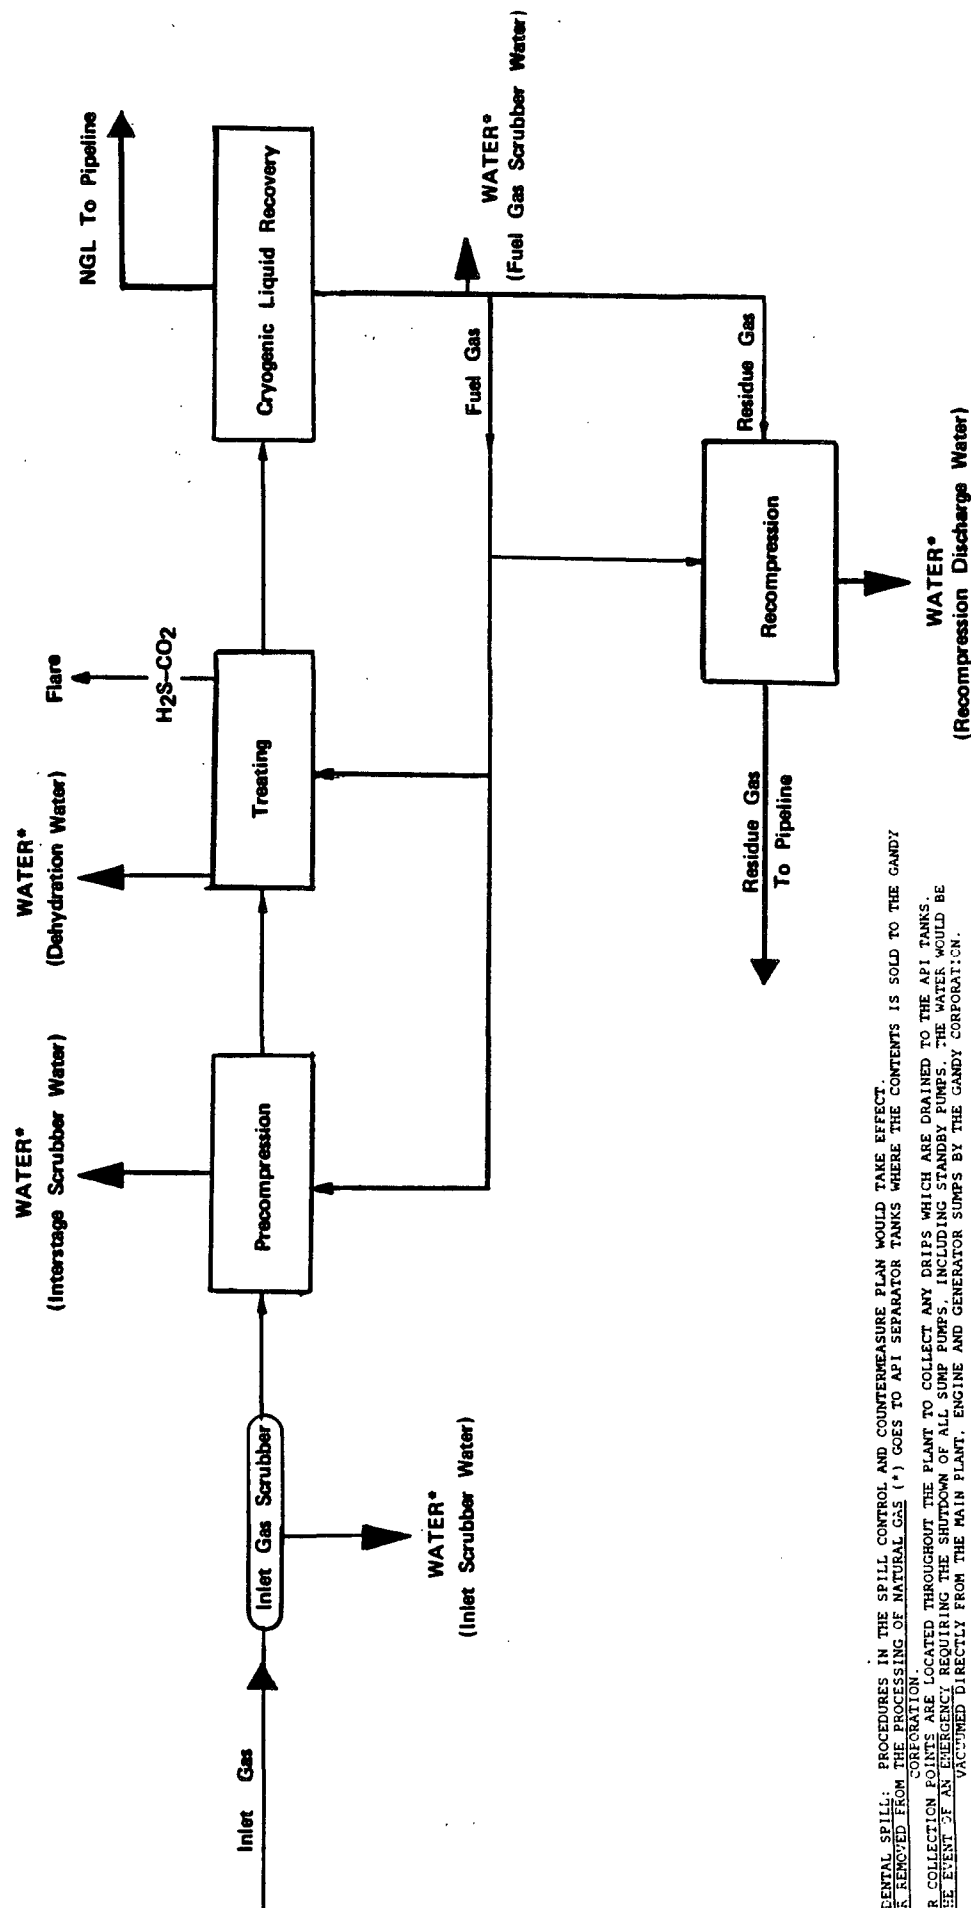 Inlet Gas
Inlet Gas Scrubber
WATER*
(Inlet Scrubber Water)
WATER*
(Interstage Scrubber Water)
Precompression
WATER*
(Dehydration Water)
Flare
H2S-CO2
Treating
NGL To Pipeline
Cryogenic Liquid Recovery
WATER*
(Fuel Gas Scrubber Water)
Fuel Gas
Residue Gas
Recompression
WATER*
(Recompression Discharge Water)
Residue Gas
To Pipeline
DENTAL SPILL: PROCEDURES IN THE SPILL CONTROL AND COUNTERMEASURE PLAN WOULD TAKE EFFECT.
R REMOVED FROM THE PROCESSING OF NATURAL GAS (*) GOES TO API SEPARATOR TANKS WHERE THE CONTENTS IS SOLD TO THE GANDY
CORPORATION.
R COLLECTION POINTS ARE LOCATED THROUGHOUT THE PLANT TO COLLECT ANY DRIPS WHICH ARE DRAINED TO THE API TANKS.
HE EVENT OF AN EMERGENCY REQUIRING THE SHUTDOWN OF ALL SUMP PUMPS, INCLUDING STANDBY PUMPS, THE WATER WOULD BE
VACUUMED DIRECTLY FROM THE MAIN PLANT, ENGINE AND GENERATOR SUMPS BY THE GANDY CORPORATION.